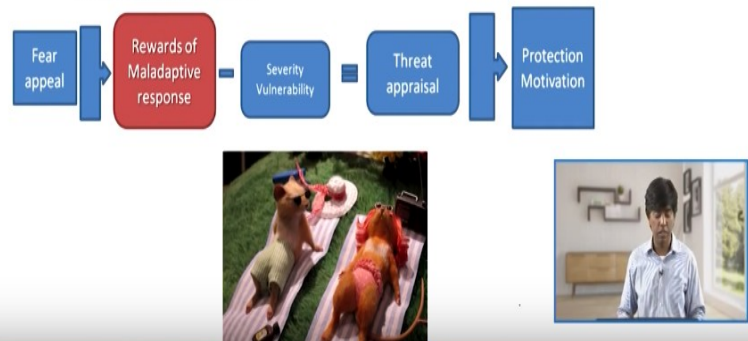 Fear
appeal
Rewards of
Maladaptive
response
Severity
Vulnerability
Threat
appraisal
Protection
Motivation